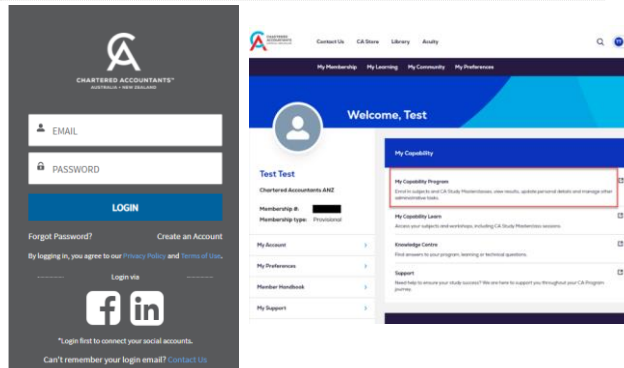 CA
CHARTERED ACCOUNTANTS™
AUSTRALIA + NEW ZEALAND
EMAIL
PASSWORD
LOGIN
Forgot Password? Create an Account
By logging in, you agree to our Privacy Policy and Terms of Use.
Login via
f in
*Login first to connect your social accounts.
Can't remember your login email? Contact Us
CA CHARTERED
ACCOUNTANTS
Contact Us CA Store Library Acuity
My Membership My Learning My Community My Preferences
Welcome, Test
Test Test
Chartered Accountants ANZ
Membership #:
Membership type: Provisional
My Account
My Preferences
Member Handbook
My Support
My Capability
My Capability Program
Enrol in subjects and CA Study Masterclasses, view results, update personal details and manage other
administrative tasks.
My Capability Learn
Access your subjects and workshops, including CA Study Masterclass sessions.
Knowledge Centre
Find answers to your program, learning or technical questions.
Support
Need help to ensure your study success? We are here to support you throughout your CA Program
journey.